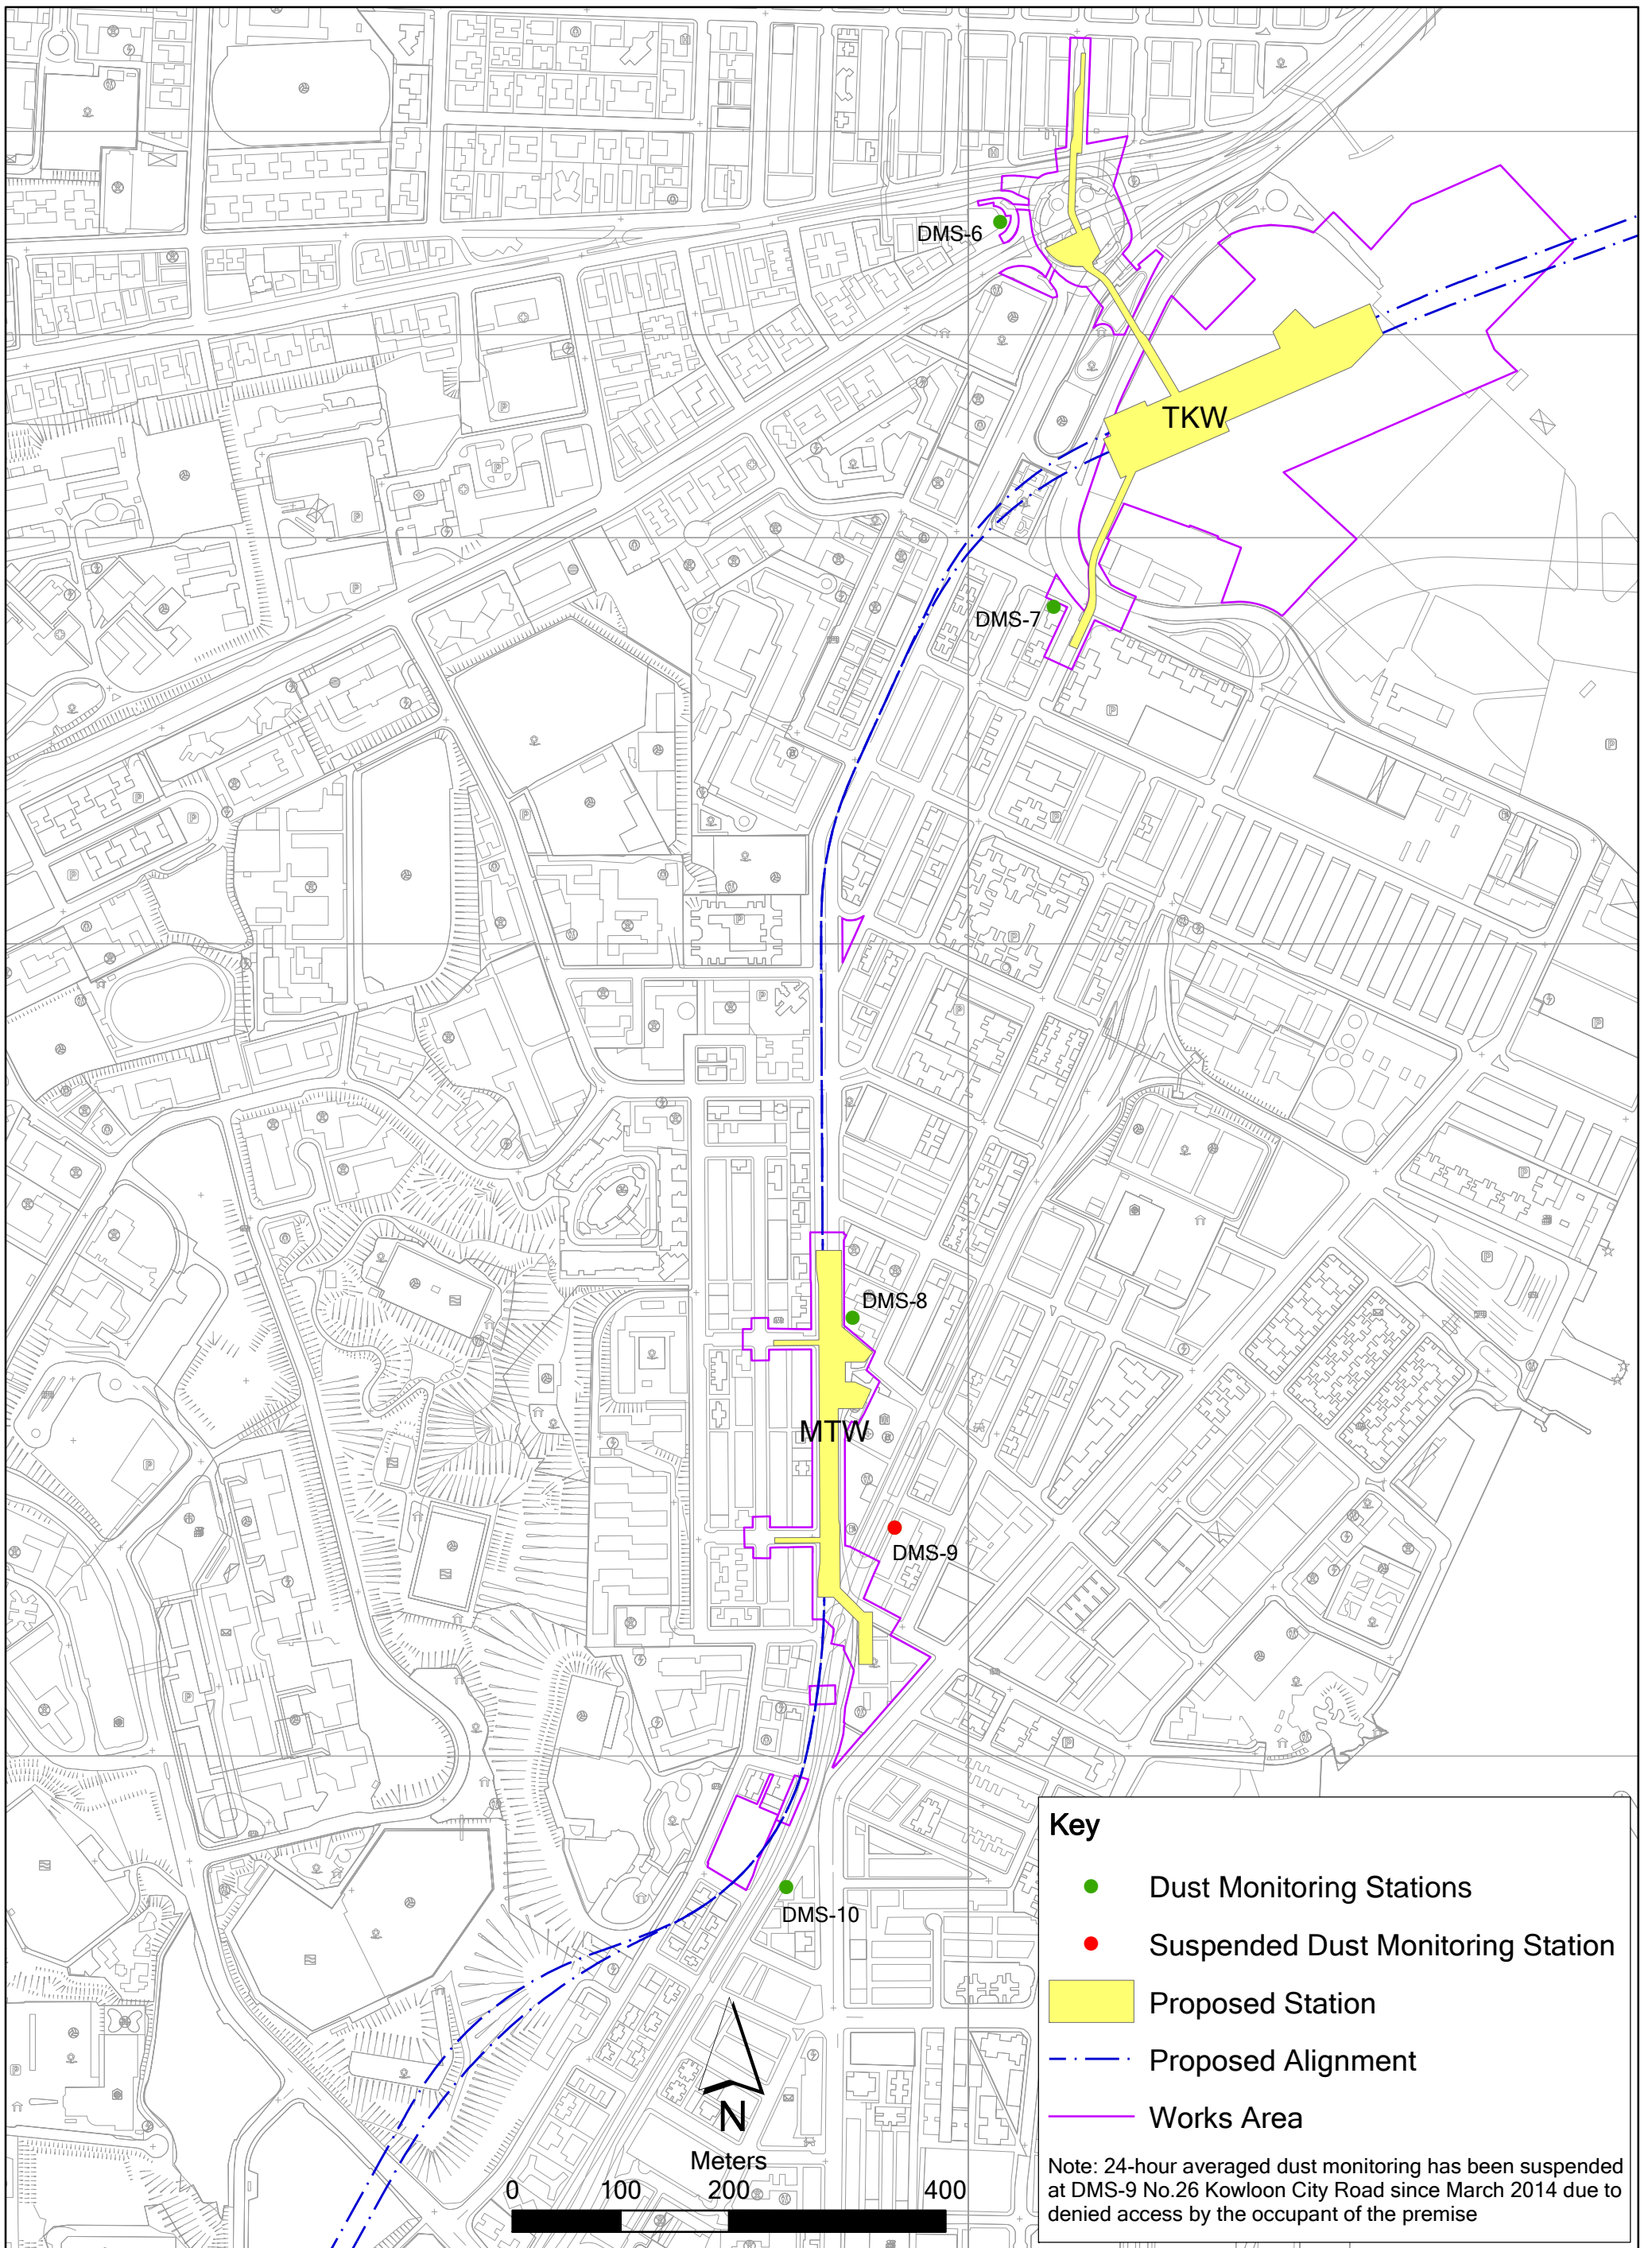 DMS-6
TKW
DMS-7
DMS-8
MTW
DMS-9
DMS-10
N
Meters
0 100 200 400
Key
Dust Monitoring Stations
Suspended Dust Monitoring Station
Proposed Station
Proposed Alignment
Works Area
Note: 24-hour averaged dust monitoring has been suspended
at DMS-9 No.26 Kowloon City Road since March 2014 due to
denied access by the occupant of the premise